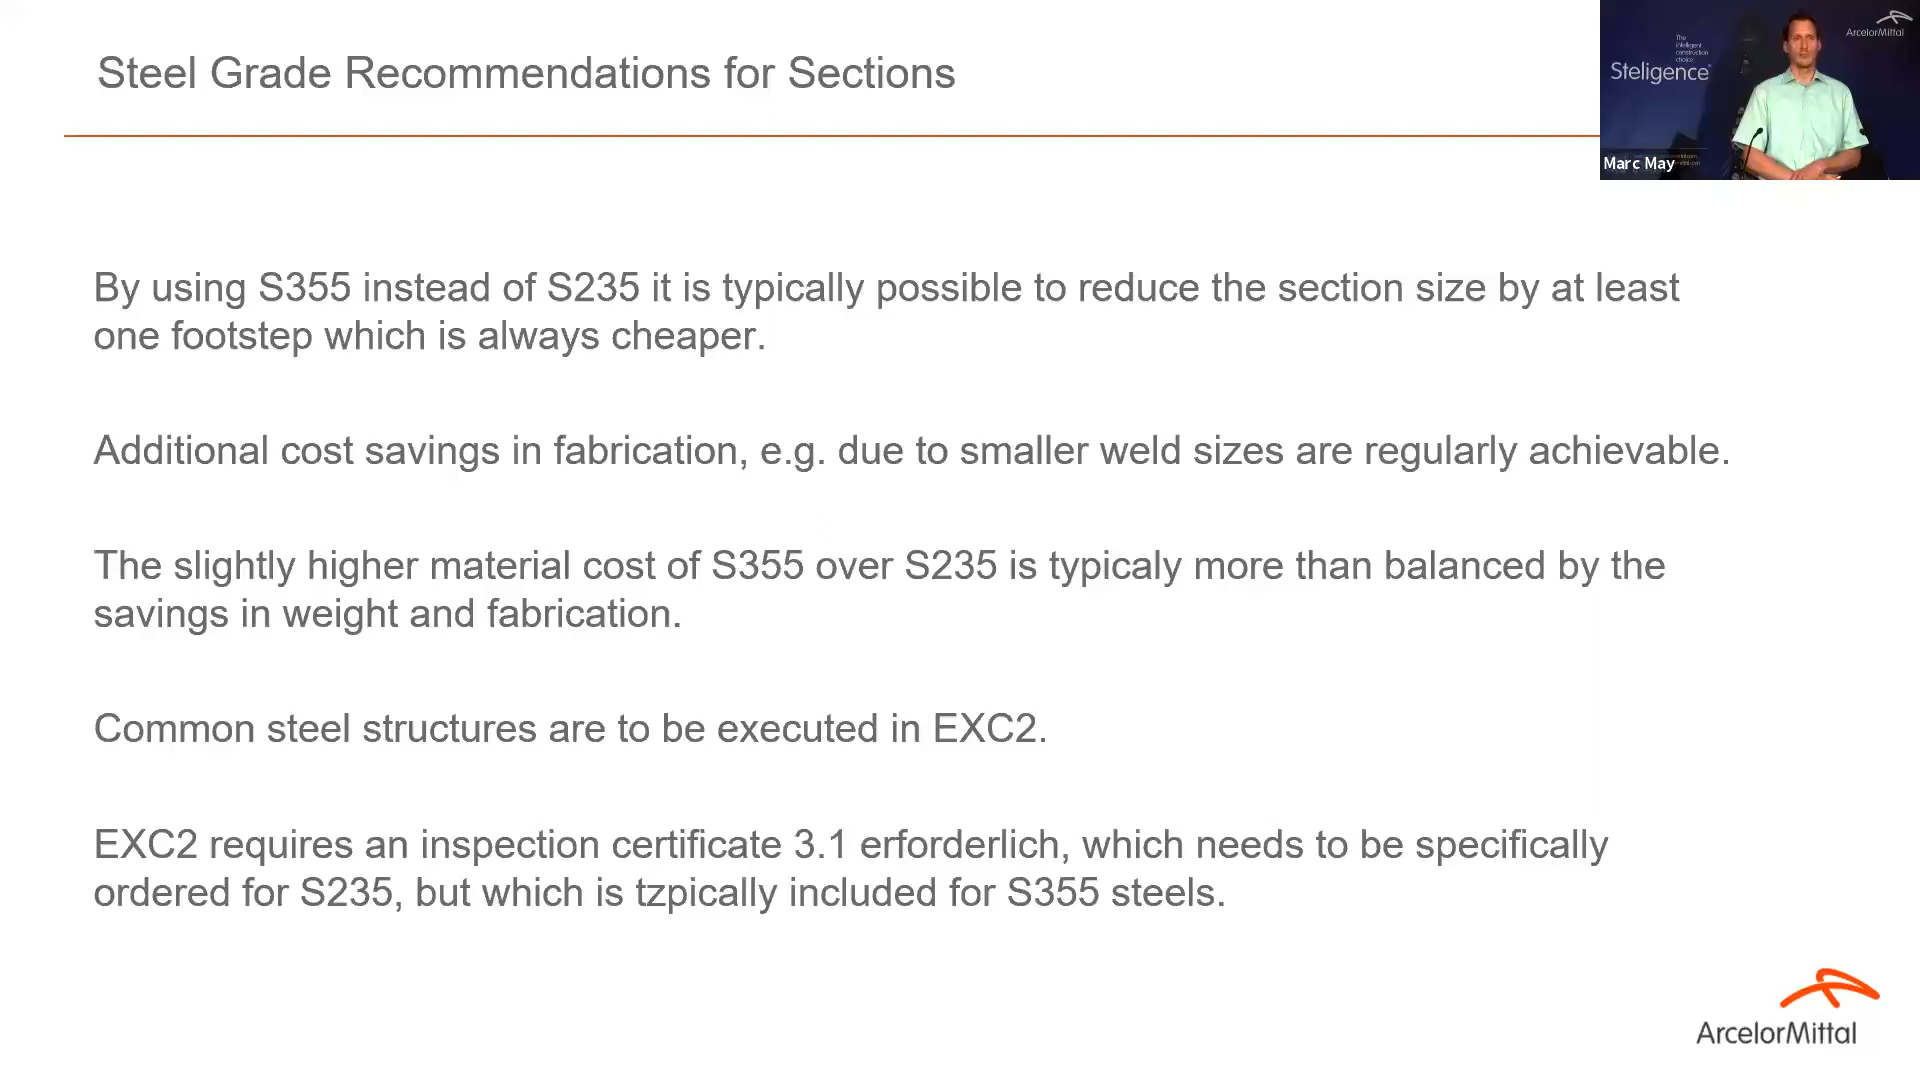 Steel Grade Recommendations for Sections
ArcelorMittal
The
intelligent
construction
choice
Steligence®
Marc May
By using S355 instead of S235 it is typically possible to reduce the section size by at least
one footstep which is always cheaper.
Additional cost savings in fabrication, e.g. due to smaller weld sizes are regularly achievable.
The slightly higher material cost of S355 over S235 is typicaly more than balanced by the
savings in weight and fabrication.
Common steel structures are to be executed in EXC2.
EXC2 requires an inspection certificate 3.1 erforderlich, which needs to be specifically
ordered for S235, but which is tzpically included for S355 steels.
ArcelorMittal